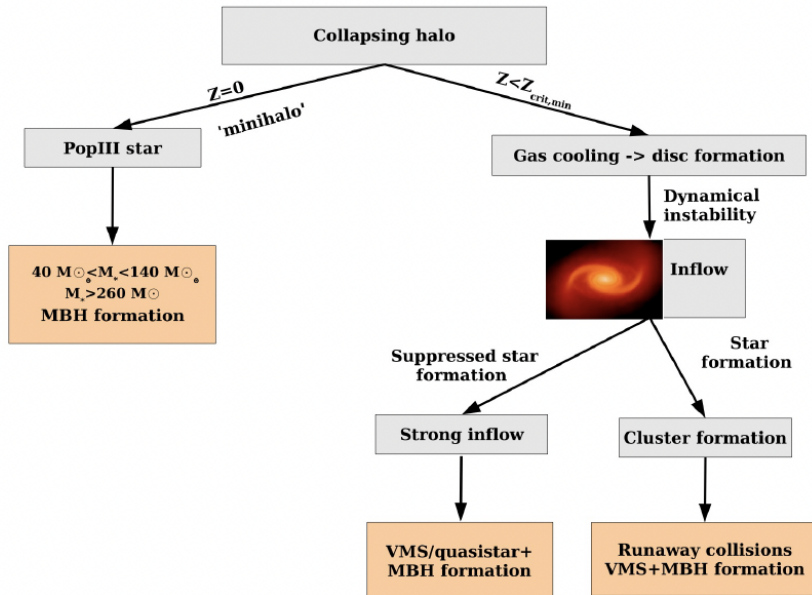 Collapsing halo
Z=0
Z<Z_crit,min
'minihalo'
PopIII star
Gas cooling -> disc formation
Dynamical
instability
40 M☉<M*<140 M☉
M*>260 M☉
MBH formation
Inflow
Suppressed star
formation
Star
formation
Strong inflow
Cluster formation
VMS/quasistar+
MBH formation
Runaway collisions
VMS+MBH formation